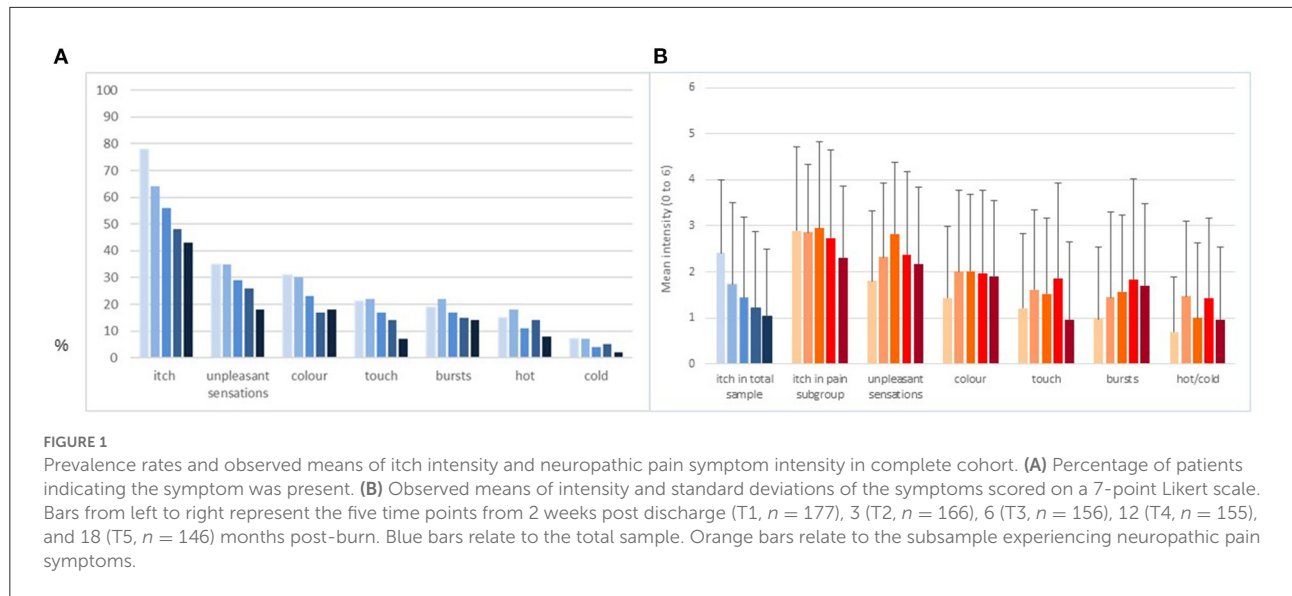 A
100
90
80
70
60
50
40
30
20
10
0
%
itch
unpleasant
sensations
colour
touch
bursts
hot
cold
B
Mean intensity (0 to 6)
6
5
4
3
2
1
0
itch in total
sample
itch in pain
subgroup
unpleasant
sensations
colour
touch
bursts
hot/cold
FIGURE 1
Prevalence rates and observed means of itch intensity and neuropathic pain symptom intensity in complete cohort. (A) Percentage of patients
indicating the symptom was present. (B) Observed means of intensity and standard deviations of the symptoms scored on a 7-point Likert scale.
Bars from left to right represent the five time points from 2 weeks post discharge (T1, n = 177), 3 (T2, n = 166), 6 (T3, n = 156), 12 (T4, n = 155),
and 18 (T5, n = 146) months post-burn. Blue bars relate to the total sample. Orange bars relate to the subsample experiencing neuropathic pain
symptoms.